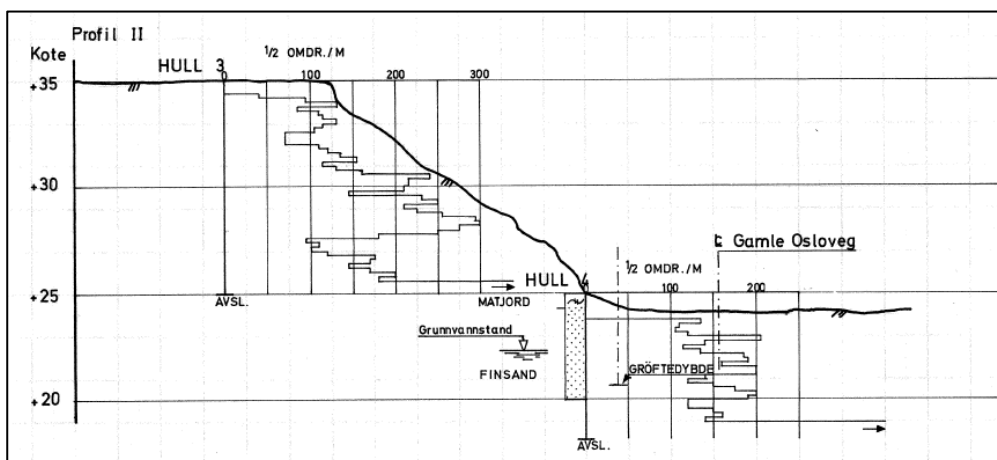 Profil II
Kote
1/2 OMDR./M
HULL 3
0 100 200 300
+35
+30
℄ Gamle Osloveg
HULL 4
1/2 OMDR./M
+25
100 200
AVSL.
MATJORD
Grunnvannstand
FINSAND
GRÖFTEDYBDE
+20
AVSL.